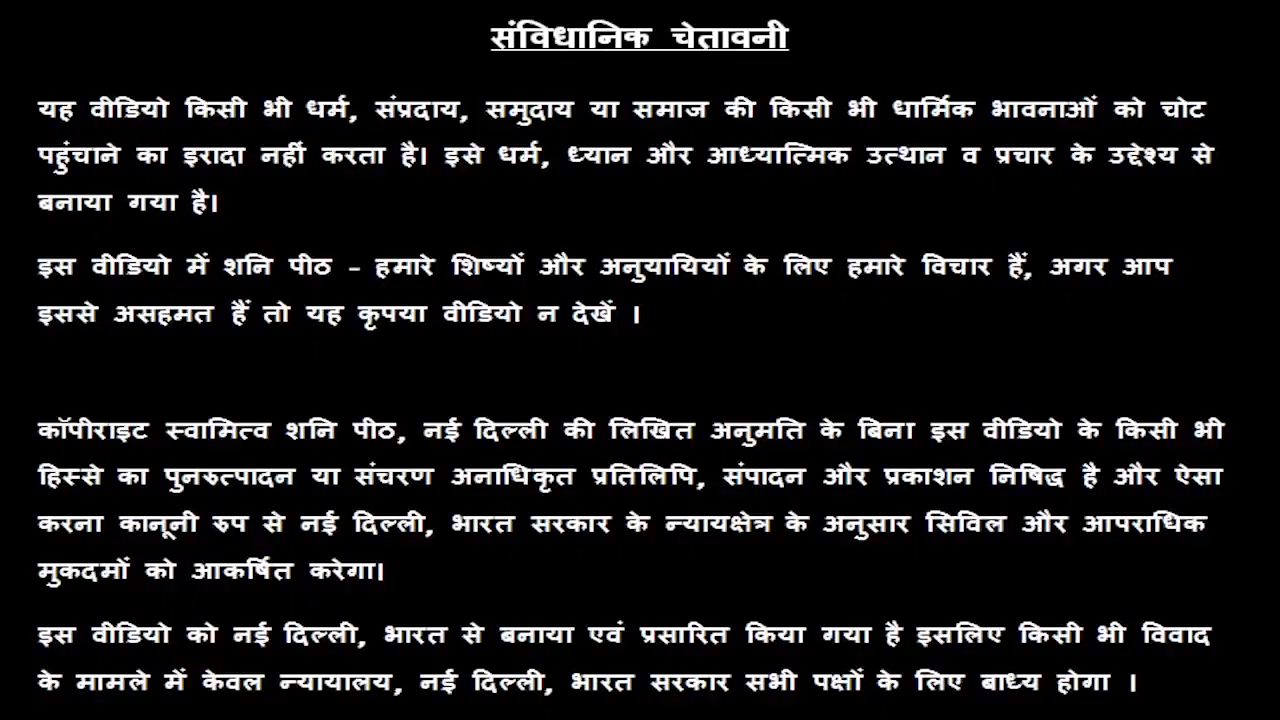 संविधानिक चेतावनी
यह वीडियो किसी भी धर्म, संप्रदाय, समुदाय या समाज की किसी भी धार्मिक भावनाओं को चोट
पहुंचाने का इरादा नहीं करता है। इसे धर्म, ध्यान और आध्यात्मिक उत्थान व प्रचार के उद्देश्य से
बनाया गया है।
इस वीडियो में शनि पीठ – हमारे शिष्यों और अनुयायियों के लिए हमारे विचार हैं, अगर आप
इससे असहमत हैं तो यह कृपया वीडियो न देखें ।
कॉपीराइट स्वामित्व शनि पीठ, नई दिल्ली की लिखित अनुमति के बिना इस वीडियो के किसी भी
हिस्से का पुनरुत्पादन या संचरण अनाधिकृत प्रतिलिपि, संपादन और प्रकाशन निषिद्ध है और ऐसा
करना कानूनी रुप से नई दिल्ली, भारत सरकार के न्यायक्षेत्र के अनुसार सिविल और आपराधिक
मुकदमों को आकर्षित करेगा।
इस वीडियो को नई दिल्ली, भारत से बनाया एवं प्रसारित किया गया है इसलिए किसी भी विवाद
के मामले में केवल न्यायालय, नई दिल्ली, भारत सरकार सभी पक्षों के लिए बाध्य होगा ।